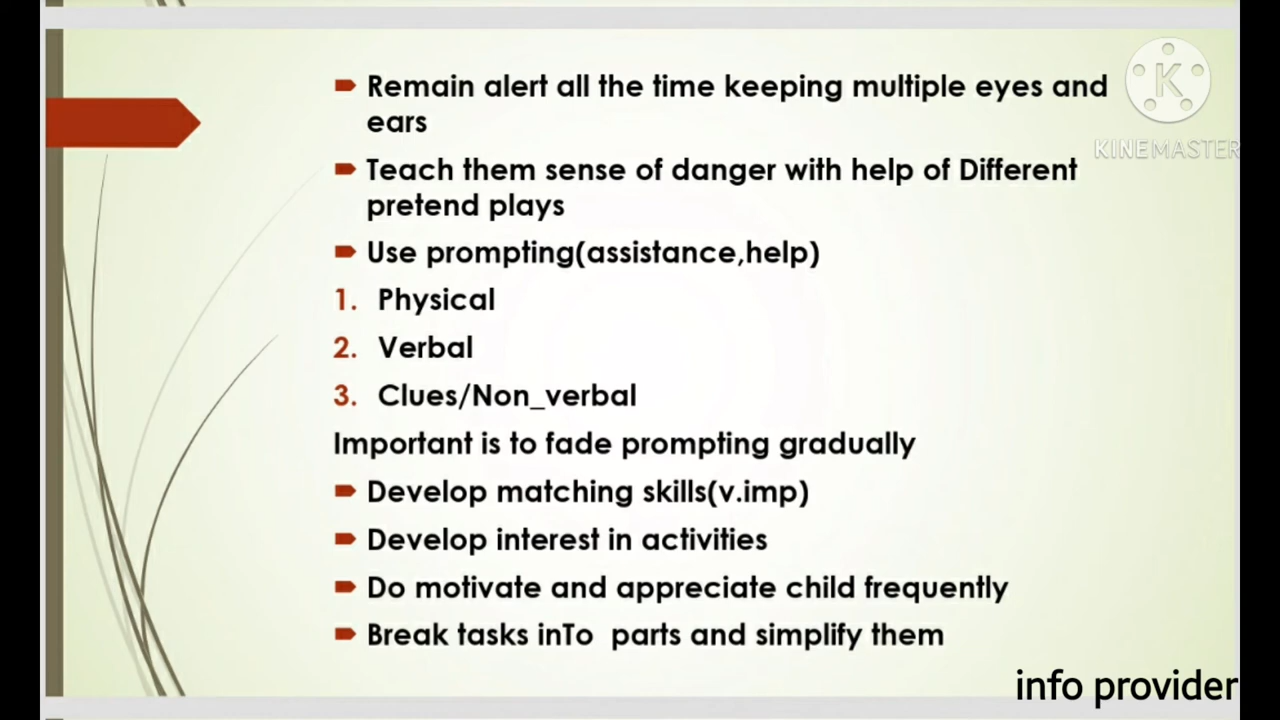 Remain alert all the time keeping multiple eyes and
ears
Teach them sense of danger with help of Different
pretend plays
Use prompting(assistance,help)
1. Physical
2. Verbal
3. Clues/Non_verbal
Important is to fade prompting gradually
Develop matching skills(v.imp)
Develop interest in activities
Do motivate and appreciate child frequently
Break tasks inTo parts and simplify them
K
KINEMASTER
info provider